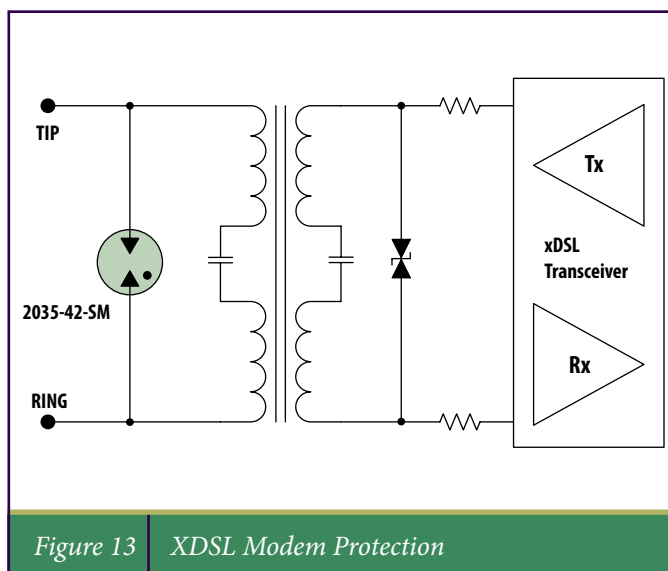 TIP
Tx
xDSL
Transceiver
2035-42-SM
Rx
RING
Figure 13 XDSL Modem Protection